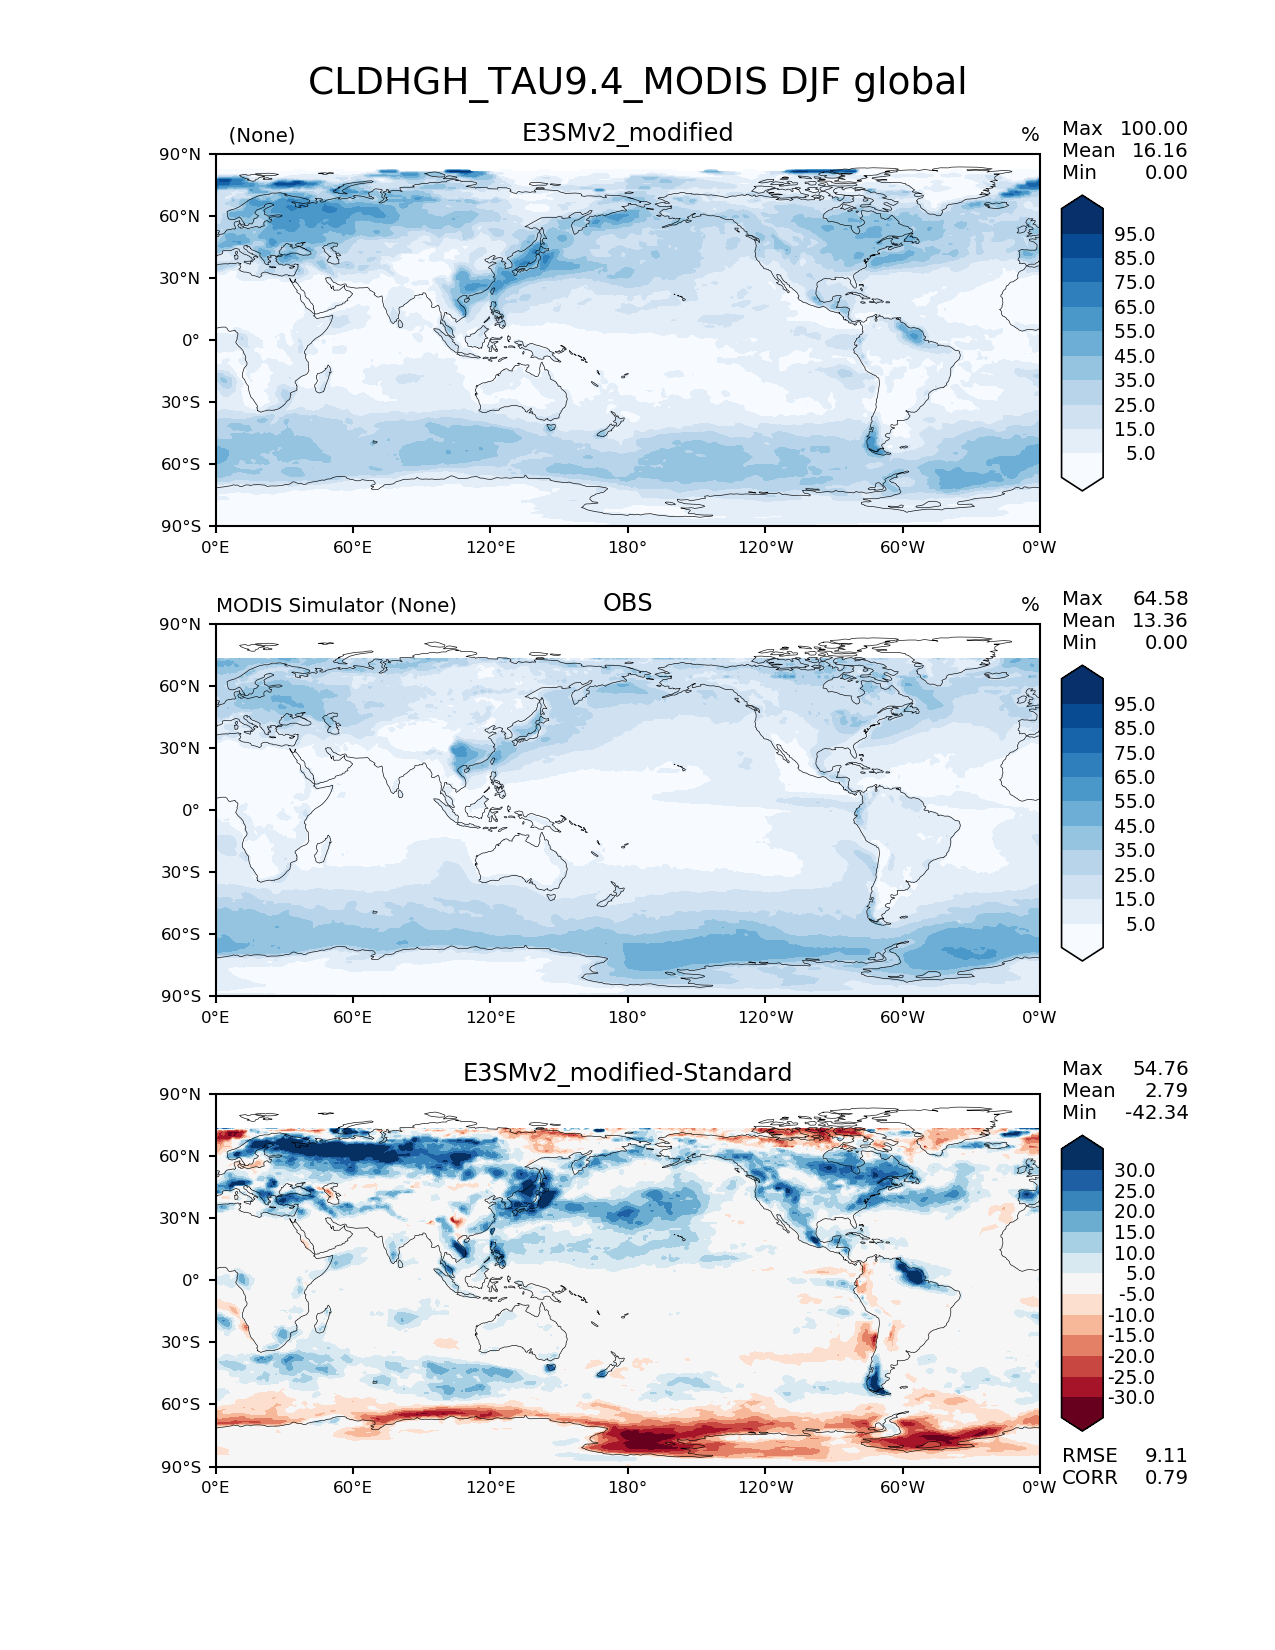 CLDHGH_TAU9.4_MODIS DJF global
(None) E3SMv2_modified %
Max 100.00
Mean 16.16
Min 0.00
90°N
60°N
30°N
0°
30°S
60°S
90°S
0°E 60°E 120°E 180° 120°W 60°W 0°W
95.0
85.0
75.0
65.0
55.0
45.0
35.0
25.0
15.0
5.0
MODIS Simulator (None) OBS %
Max 64.58
Mean 13.36
Min 0.00
90°N
60°N
30°N
0°
30°S
60°S
90°S
0°E 60°E 120°E 180° 120°W 60°W 0°W
95.0
85.0
75.0
65.0
55.0
45.0
35.0
25.0
15.0
5.0
E3SMv2_modified-Standard
Max 54.76
Mean 2.79
Min -42.34
90°N
60°N
30°N
0°
30°S
60°S
90°S
0°E 60°E 120°E 180° 120°W 60°W 0°W
30.0
25.0
20.0
15.0
10.0
5.0
-5.0
-10.0
-15.0
-20.0
-25.0
-30.0
RMSE 9.11
CORR 0.79